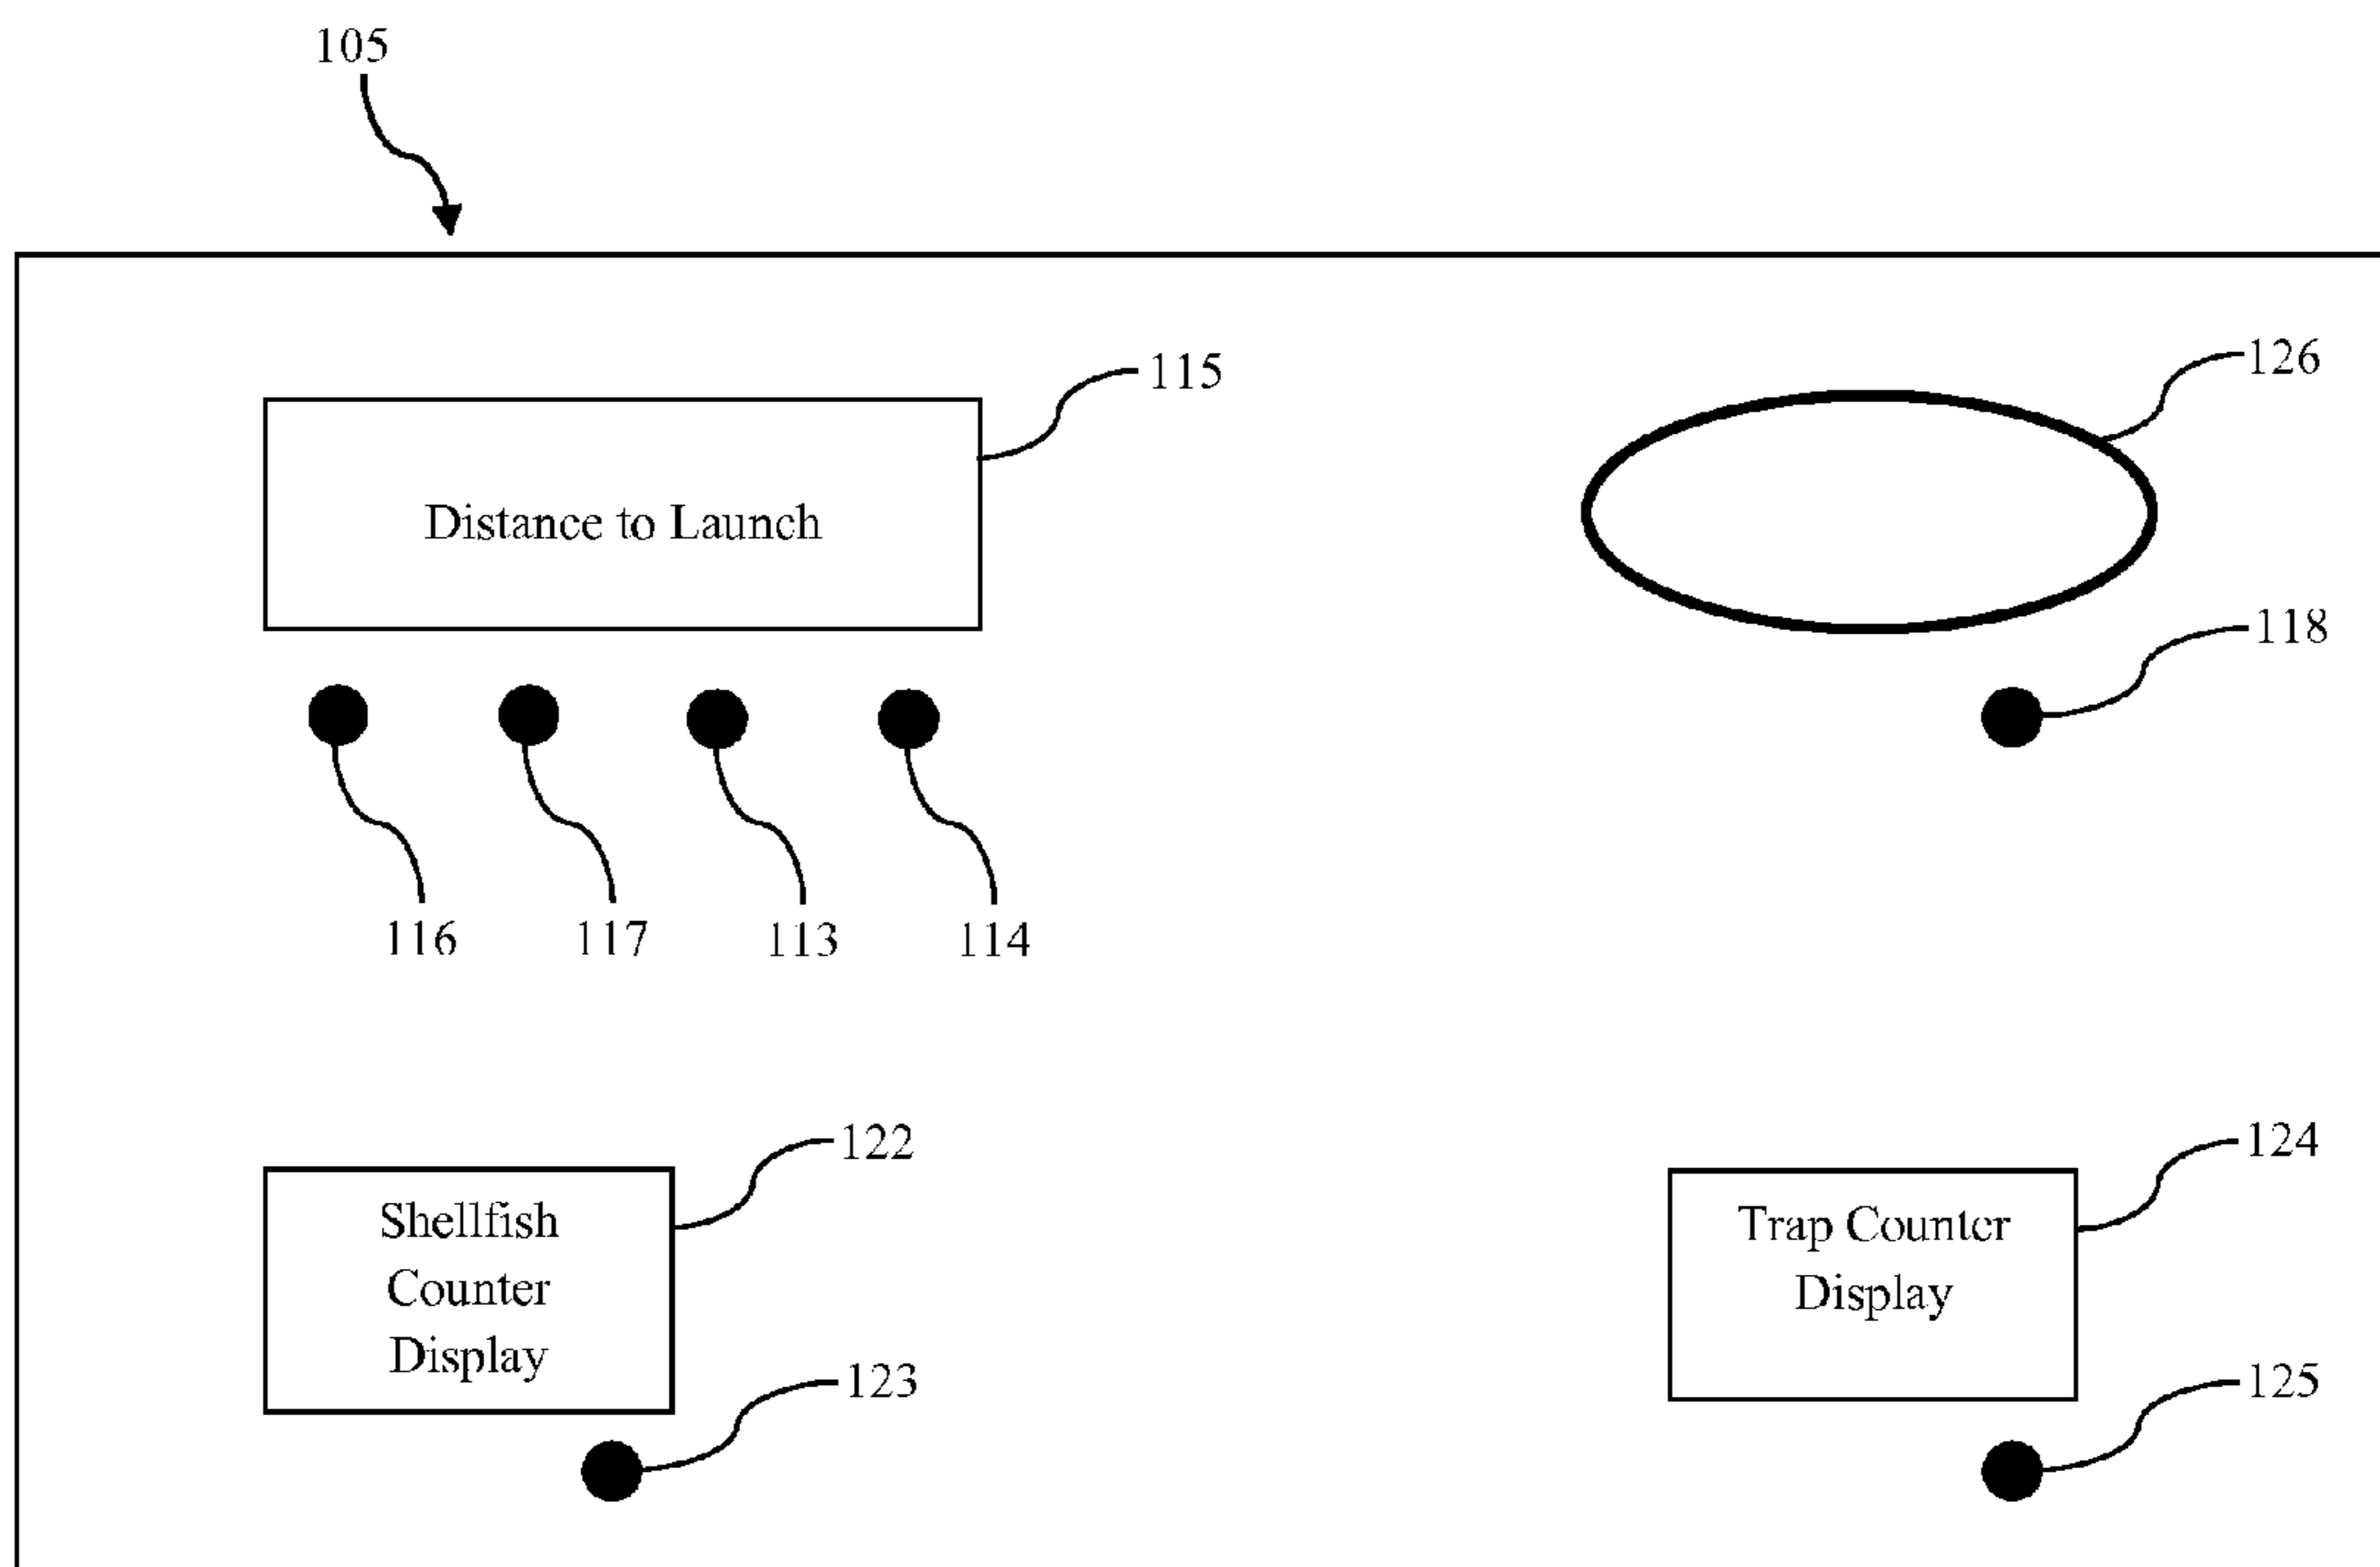 105
115
126
Distance to Launch
118
116 117 113 114
122
124
Shellfish
Counter
Display
Trap Counter
Display
123
125